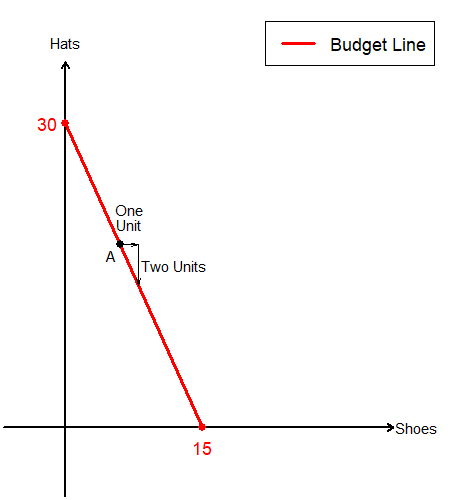 Hats
Budget Line
30
One
Unit
A
Two Units
Shoes
15